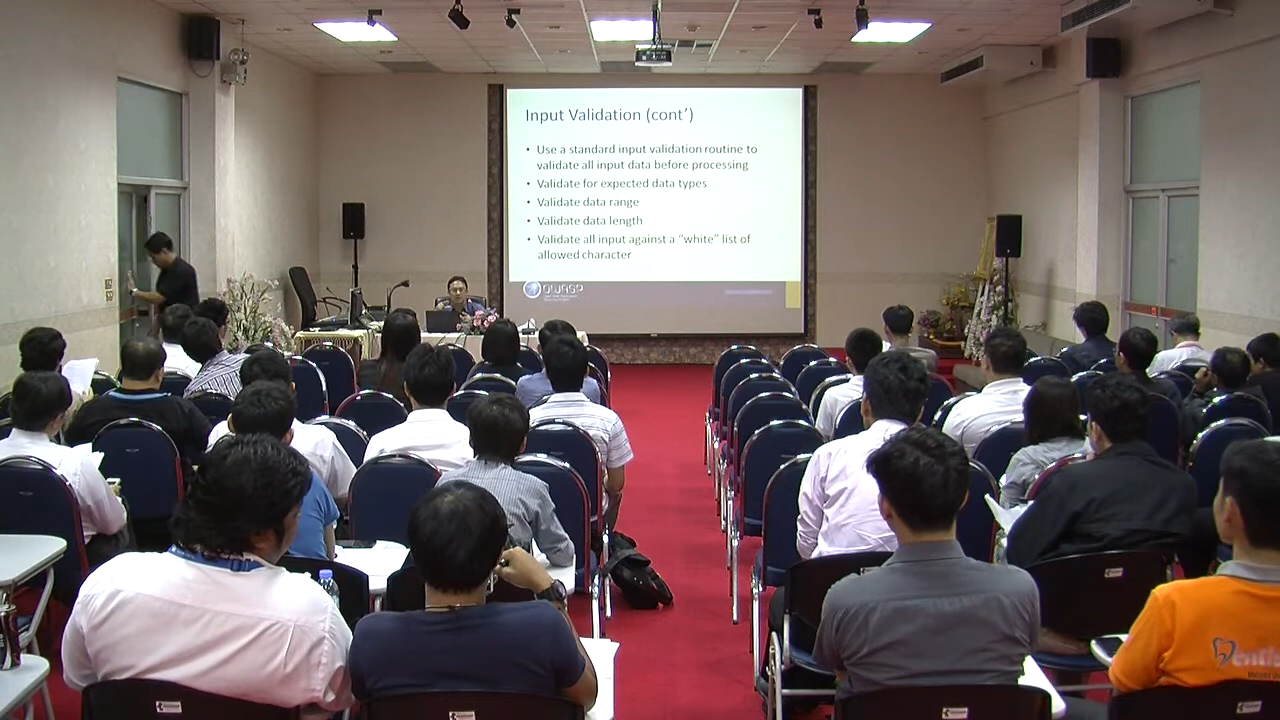 Input Validation (cont')
• Use a standard input validation routine to
validate all input data before processing
• Validate for expected data types
• Validate data range
• Validate data length
• Validate all input against a "white" list of
allowed character
OWASP